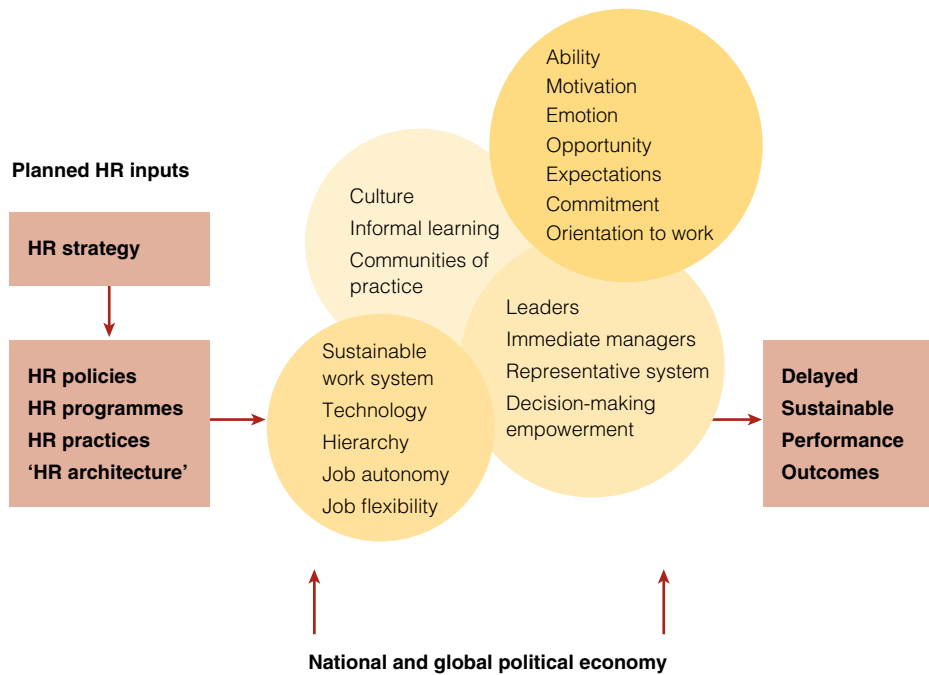 Planned HR inputs
HR strategy
HR policies
HR programmes
HR practices
‘HR architecture’
Culture
Informal learning
Communities of
practice
Ability
Motivation
Emotion
Opportunity
Expectations
Commitment
Orientation to work
Sustainable
work system
Technology
Hierarchy
Job autonomy
Job flexibility
Leaders
Immediate managers
Representative system
Decision-making
empowerment
Delayed
Sustainable
Performance
Outcomes
National and global political economy